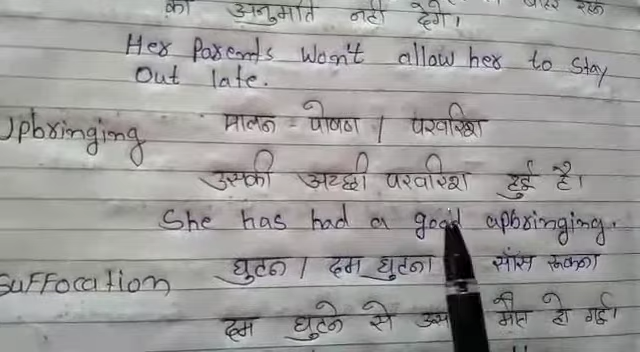 की अनुमति नहीं देंगे।
Her Parents Won't allow her to Stay
Out late.
Upbringing पालन - पोषण / परवरिश
उसकी अच्छी परवरिश हुई है।
She has had a good upbringing.
Suffocation घुटन / दम घुटना सांस रूकना
दम घुटने से मौत हो गई।